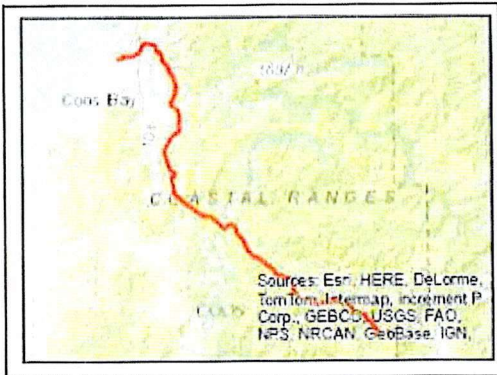 Coos Bay
COASTAL RANGES
Sources: Esri, HERE, DeLorme,
TomTom, Intermap, increment P
Corp., GEBCO, USGS, FAO,
NPS, NRCAN, GeoBase, IGN,